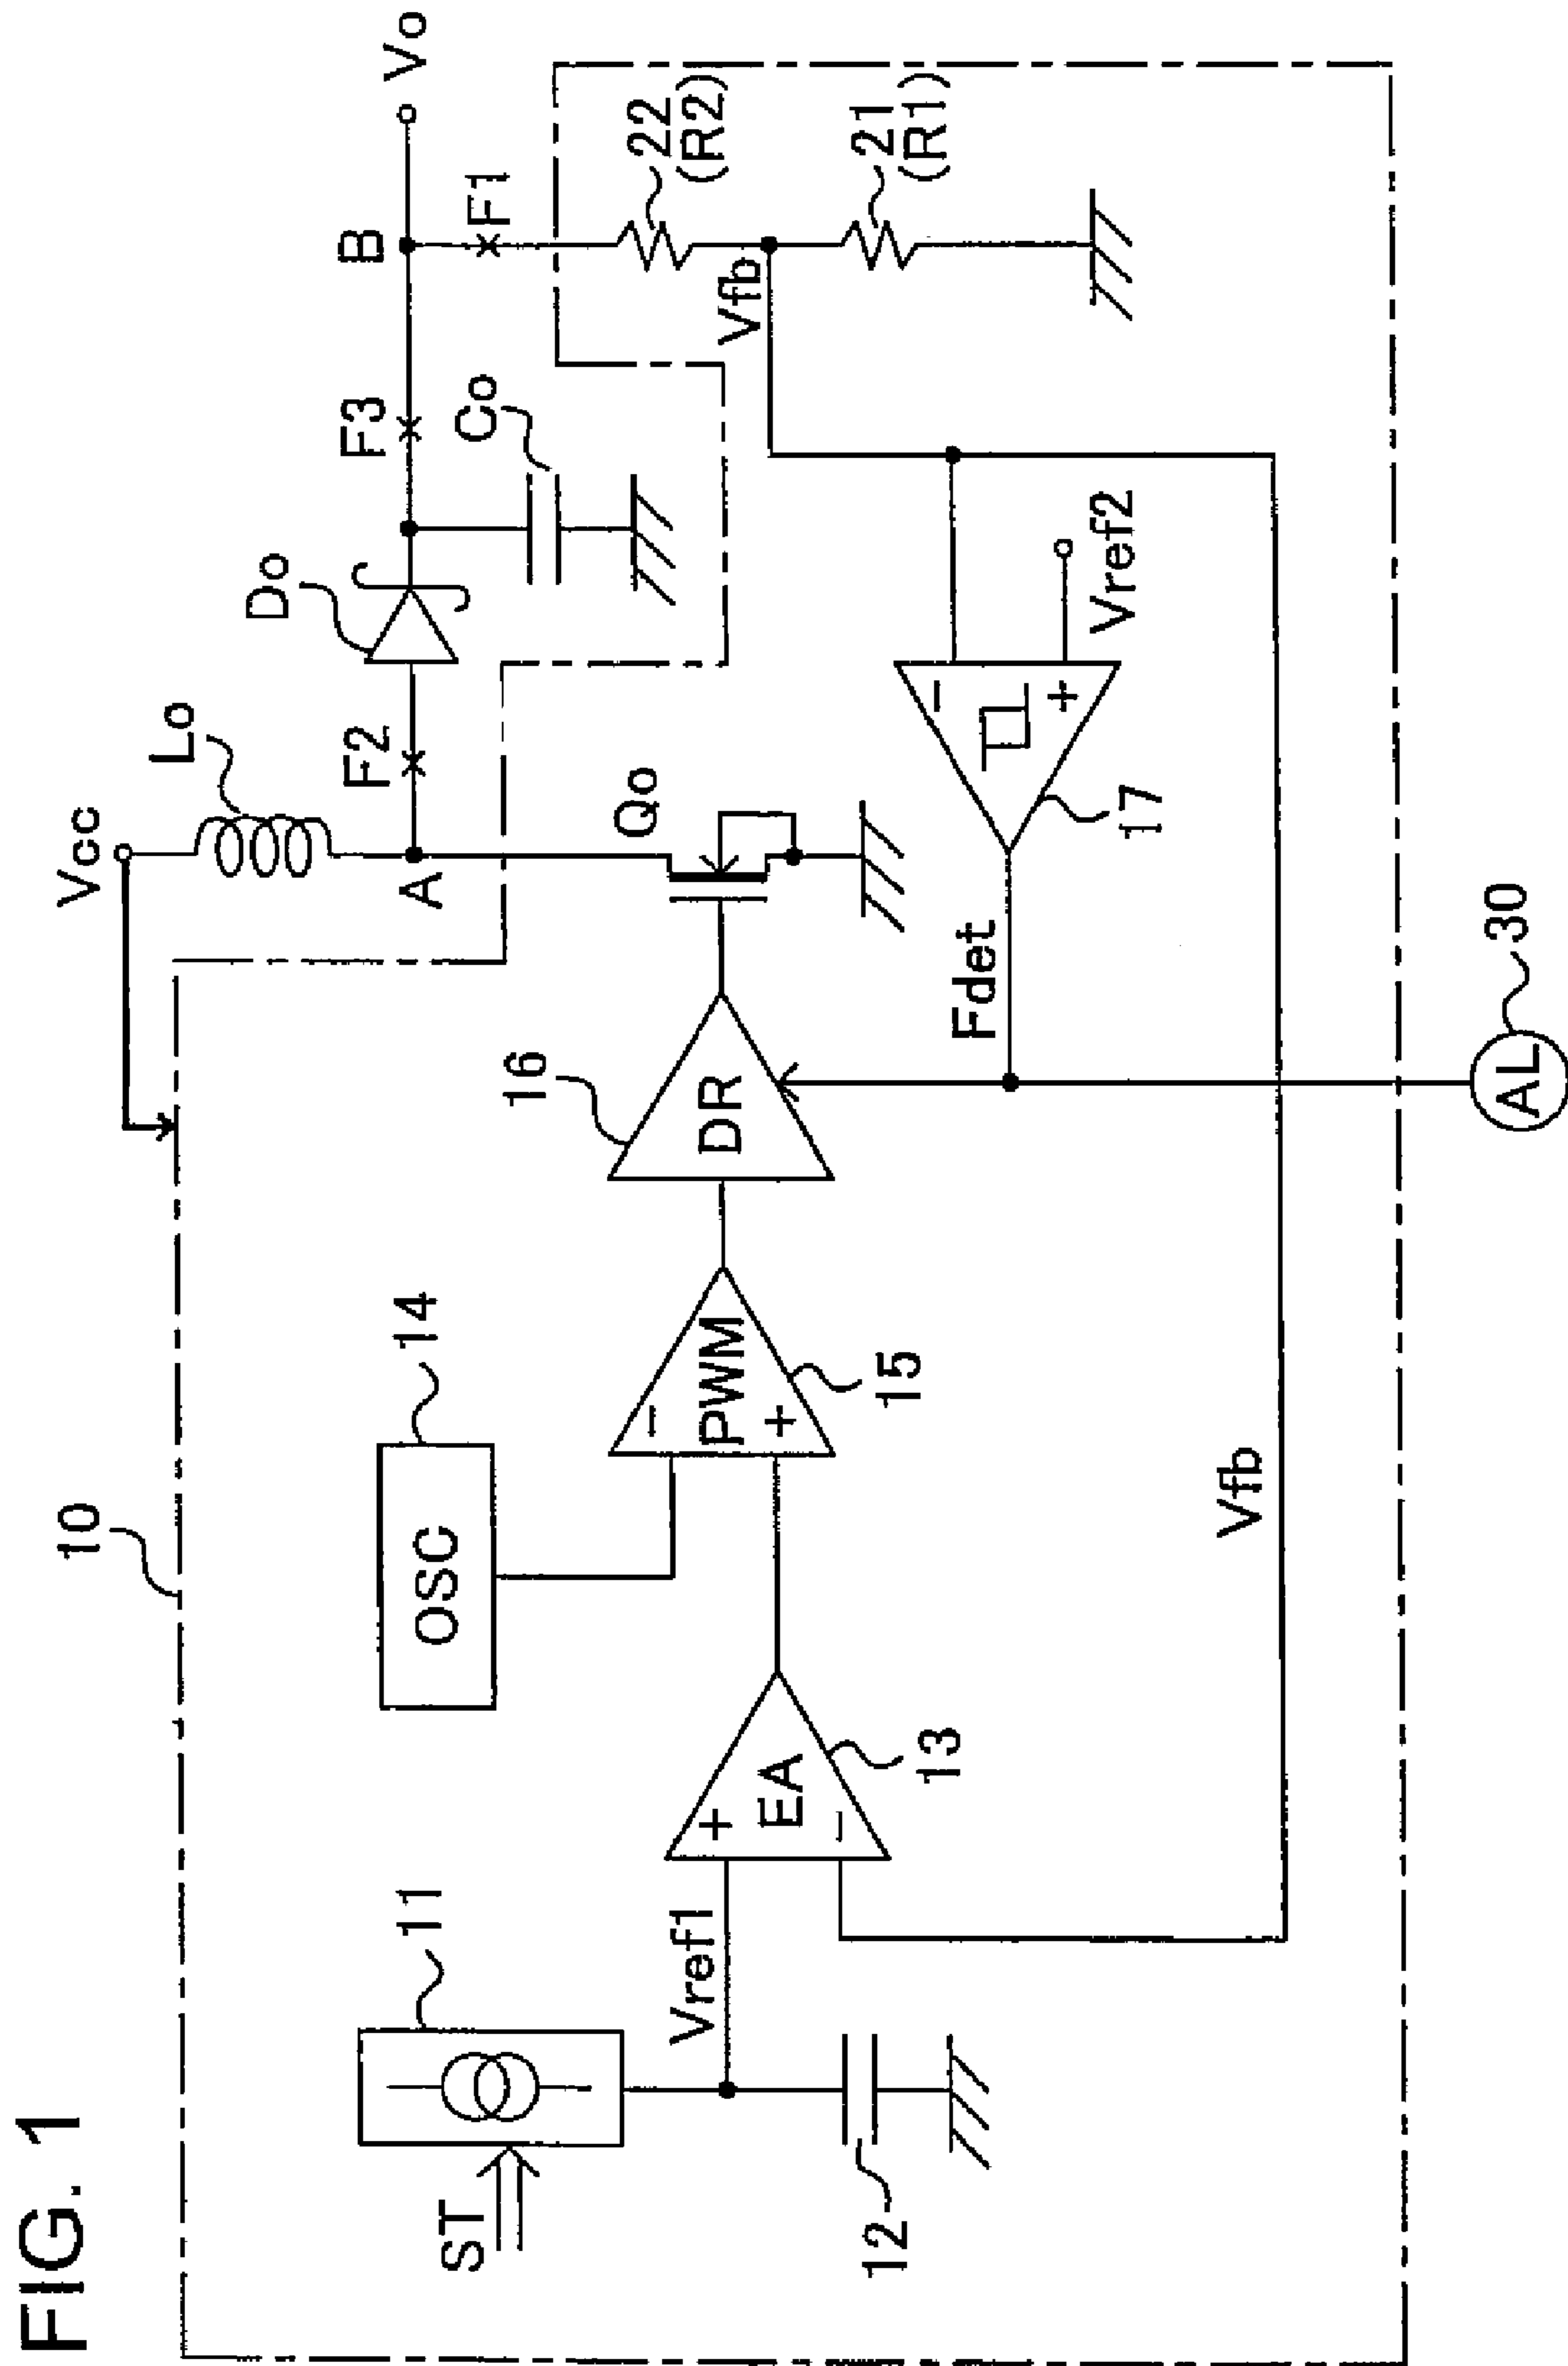 FIG. 1
10
Vcc
Lo
A
F2
Do
F3
Co
B
Vo
F1
22
(R2)
21
(R1)
Vfb
ST
11
12
Vref1
+
EA
−
13
OSC
14
−
PWM
+
15
16
DR
Qo
Fdet
−
+
17
Vref2
Vfb
AL
30